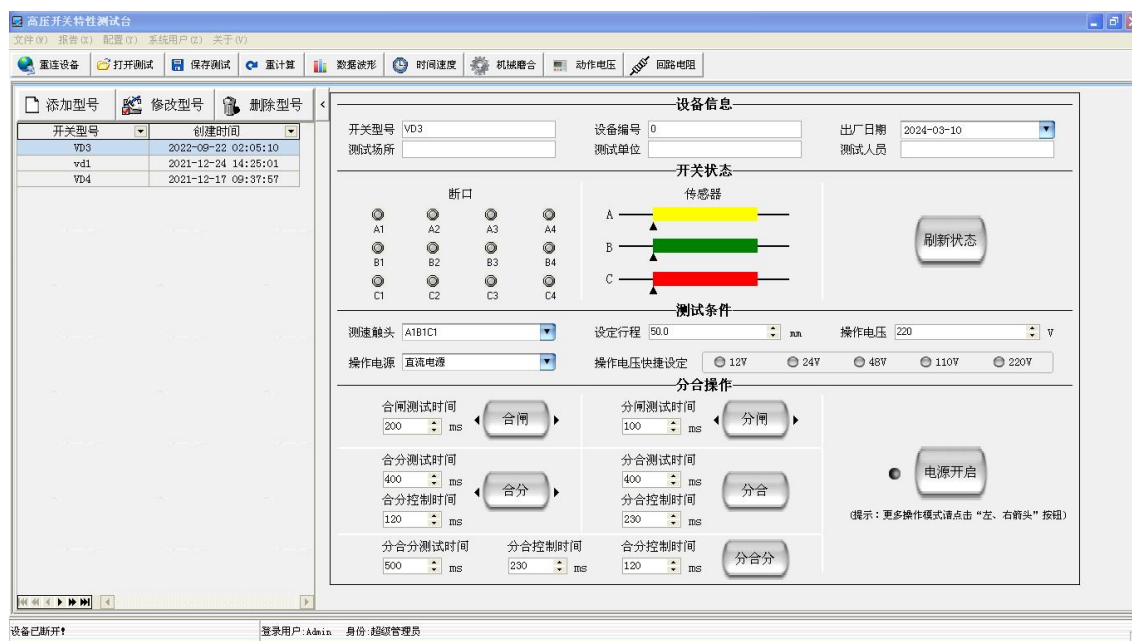 高压开关特性测试台
文件(V) 报告(X) 配置(Y) 系统用户(Z) 关于(V)
重连设备 打开测试 保存测试 重计算 数据波形 时间速度 机械磨合 动作电压 回路电阻
添加型号 修改型号 删除型号
开关型号 创建时间
VD3 2022-09-22 02:05:10
vd1 2021-12-24 14:25:01
VD4 2021-12-17 09:37:57
设备信息
开关型号 VD3 设备编号 0 出厂日期 2024-03-10
测试场所 测试单位 测试人员
开关状态
断口 传感器
A1 A2 A3 A4 A
B1 B2 B3 B4 B
C1 C2 C3 C4 C
刷新状态
测试条件
测速触头 A1B1C1 设定行程 50.0 mm 操作电压 220 V
操作电源 直流电源 操作电压快捷设定 12V 24V 48V 110V 220V
分合操作
合闸测试时间 分闸测试时间
200 ms 合闸 100 ms 分闸
合分测试时间 分合测试时间
400 ms 400 ms
合分 分合
合分控制时间 分合控制时间
120 ms 230 ms
电源开启
(提示：更多操作模式请点击“左、右箭头”按钮)
分合分测试时间 分合控制时间 合分控制时间
500 ms 230 ms 120 ms 分合分
设备已断开! 登录用户:Admin 身份:超级管理员